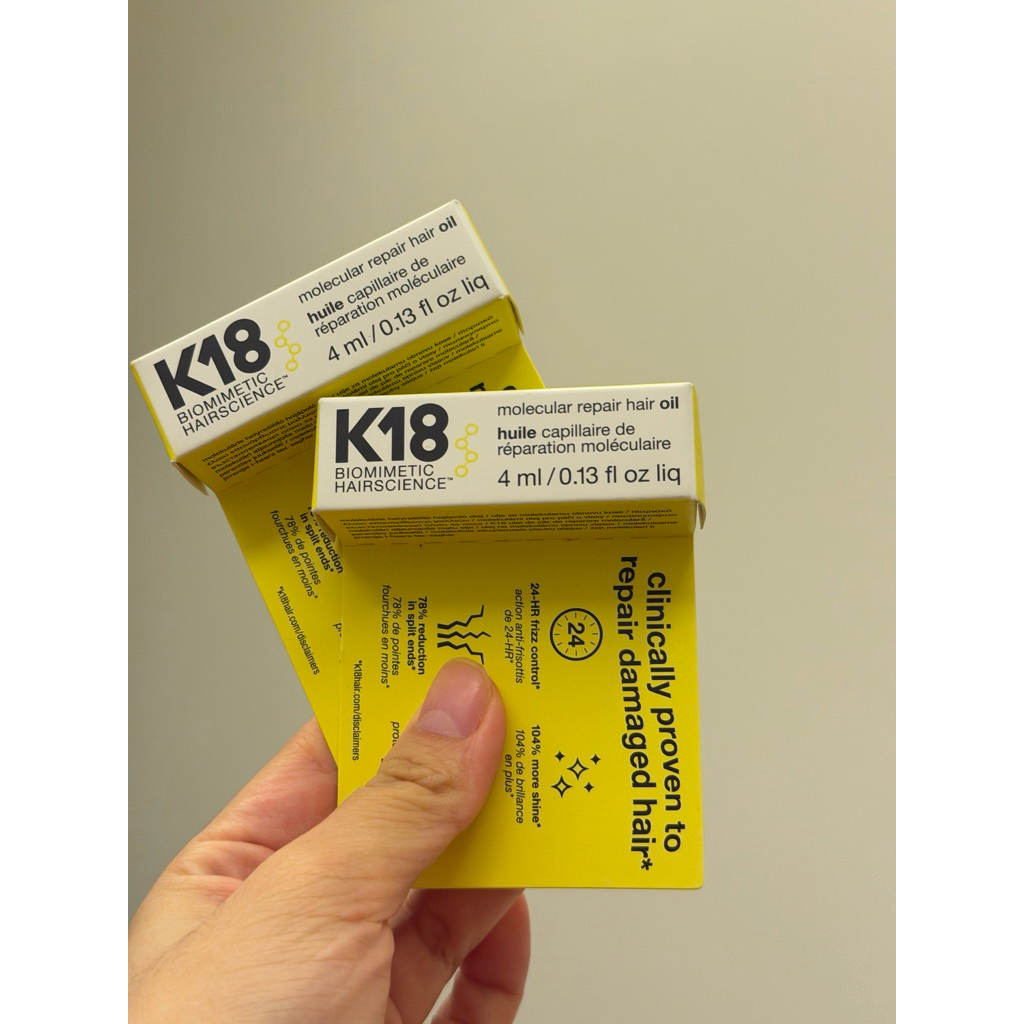 K18
BIOMIMETIC
HAIRSCIENCE™
molecular repair hair oil
huile capillaire de
réparation moléculaire
4 ml / 0.13 fl oz liq
78% reduction
in split ends*
78% de pointes
fourchues en moins*
*k18hair.com/disclaimers
K18
BIOMIMETIC
HAIRSCIENCE™
molecular repair hair oil
huile capillaire de
réparation moléculaire
4 ml / 0.13 fl oz liq
clinically proven to
repair damaged hair*
24
24-HR frizz control*
action anti-frisottis
de 24-HR*
104% more shine*
104% de brillance
en plus*
78% reduction
in split ends*
78% de pointes
fourchues en moins*
*k18hair.com/disclaimers